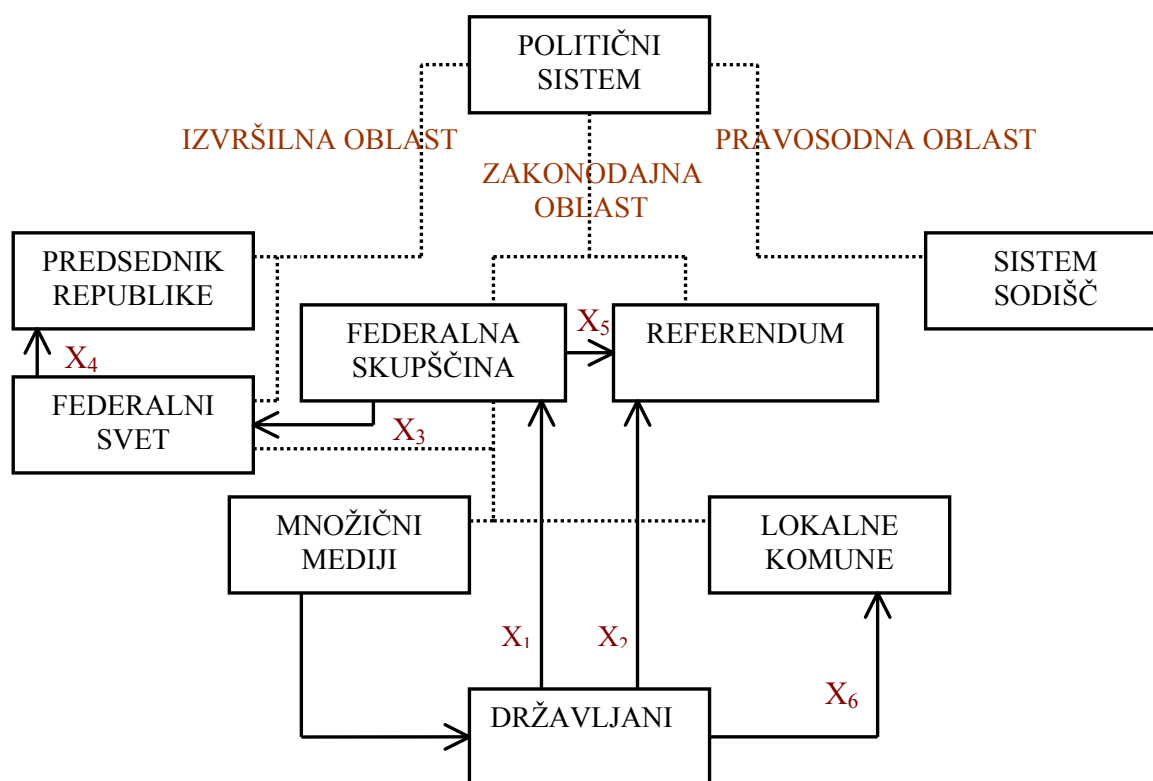 POLITIČNI
SISTEM
IZVRŠILNA OBLAST
PRAVOSODNA OBLAST
ZAKONODAJNA
OBLAST
PREDSEDNIK
REPUBLIKE
SISTEM
SODIŠČ
FEDERALNA
SKUPŠČINA
X₅
REFERENDUM
X₄
FEDERALNI
SVET
X₃
MNOŽIČNI
MEDIJI
LOKALNE
KOMUNE
X₁
X₂
X₆
DRŽAVLJANI